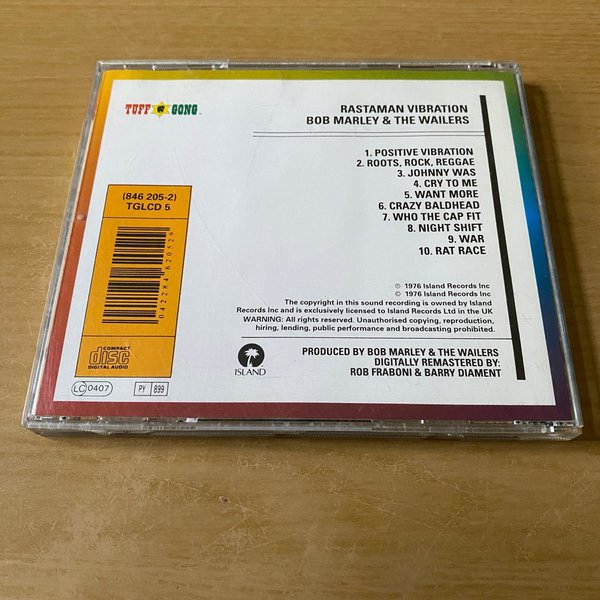 TUFF GONG™
RASTAMAN VIBRATION
BOB MARLEY & THE WAILERS
1. POSITIVE VIBRATION
2. ROOTS, ROCK, REGGAE
3. JOHNNY WAS
4. CRY TO ME
5. WANT MORE
6. CRAZY BALDHEAD
7. WHO THE CAP FIT
8. NIGHT SHIFT
9. WAR
10. RAT RACE
(846 205-2)
TGLCD 5
042284620529
℗ 1976 Island Records Inc
© 1976 Island Records Inc
The copyright in this sound recording is owned by Island
Records Inc and is exclusively licensed to Island Records Ltd in the UK
WARNING: All rights reserved. Unauthorised copying, reproduction,
hiring, lending, public performance and broadcasting prohibited.
COMPACT
disc
DIGITAL AUDIO
ISLAND
PRODUCED BY BOB MARLEY & THE WAILERS
DIGITALLY REMASTERED BY:
ROB FRABONI & BARRY DIAMENT
LC 0407
PY 899